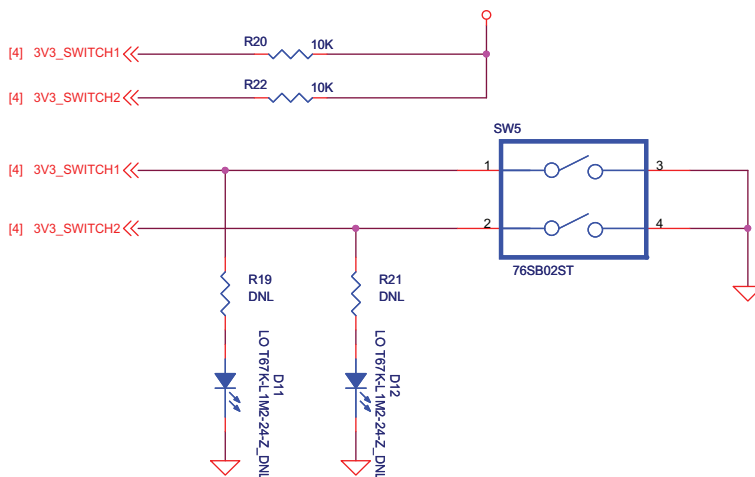 R20 10K
[4] 3V3_SWITCH1
R22 10K
[4] 3V3_SWITCH2
SW5
[4] 3V3_SWITCH1 1 3
[4] 3V3_SWITCH2 2 4
76SB02ST
R19
DNL
R21
DNL
D11
LO T67K-L1M2-24-Z_DNL
D12
LO T67K-L1M2-24-Z_DNL